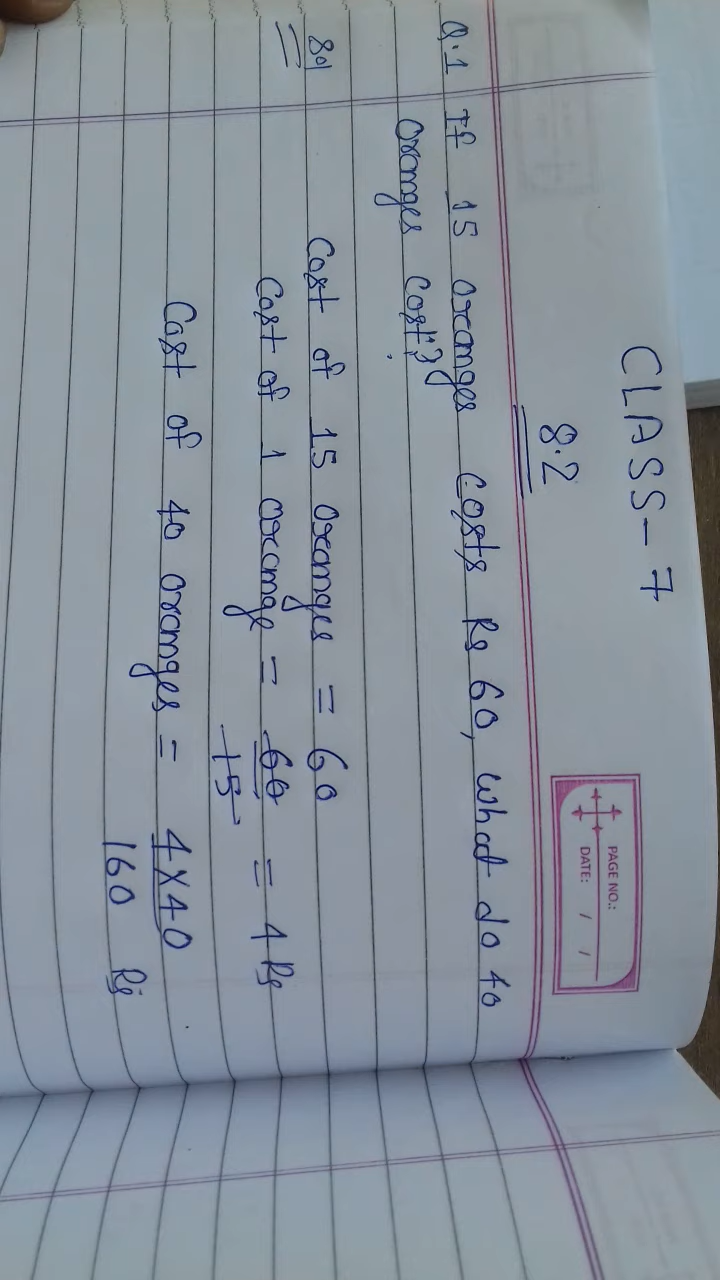 CLASS-7
PAGE NO.:
DATE: / /
8.2
Q.1 If 15 oranges costs Rs 60, what do 40
oranges cost?
Sol
Cost of 15 oranges = 60
Cost of 1 orange = 60/15 = 4 Rs
Cost of 40 oranges = 4X40
160 Rs